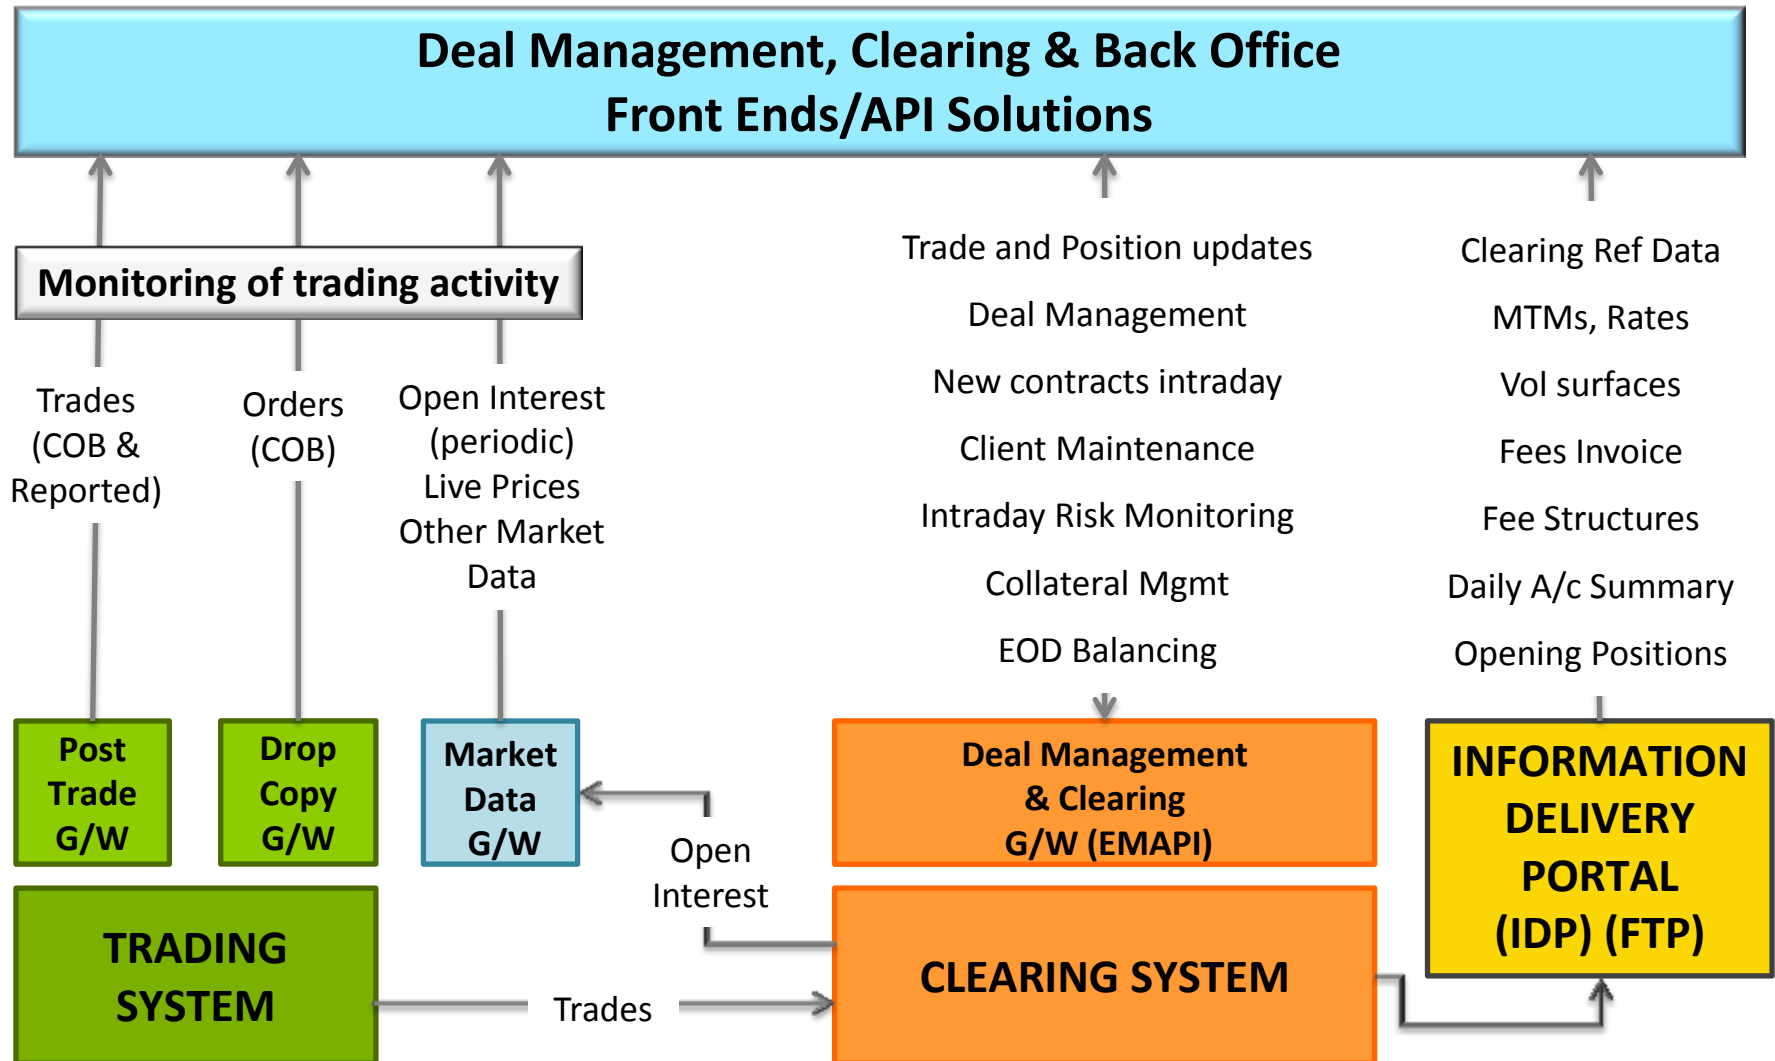 Deal Management, Clearing & Back Office
Front Ends/API Solutions
Monitoring of trading activity
Trades
(COB &
Reported)
Orders
(COB)
Open Interest
(periodic)
Live Prices
Other Market
Data
Trade and Position updates
Deal Management
New contracts intraday
Client Maintenance
Intraday Risk Monitoring
Collateral Mgmt
EOD Balancing
Clearing Ref Data
MTMs, Rates
Vol surfaces
Fees Invoice
Fee Structures
Daily A/c Summary
Opening Positions
Post
Trade
G/W
Drop
Copy
G/W
Market
Data
G/W
Open
Interest
Deal Management
& Clearing
G/W (EMAPI)
INFORMATION
DELIVERY
PORTAL
(IDP) (FTP)
TRADING
SYSTEM
Trades
CLEARING SYSTEM